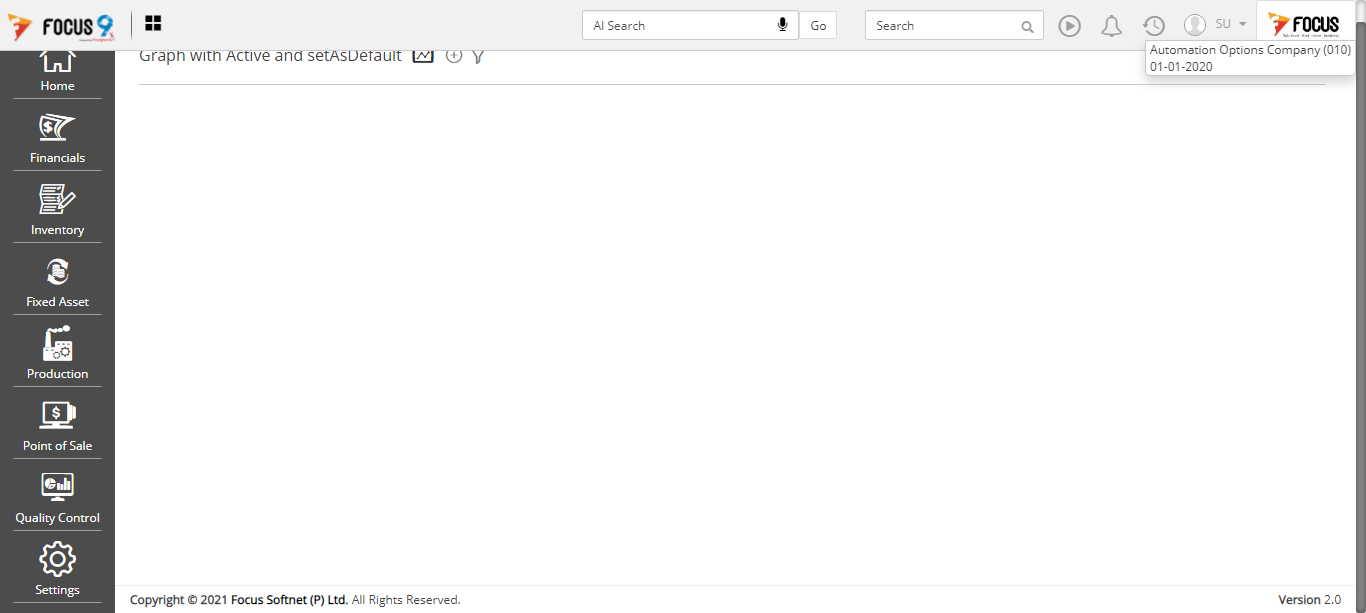 FOCUS 9
AI Search
Go
Search
SU
FOCUS
Automation Options Company (010)
01-01-2020
Graph with Active and setAsDefault
Home
Financials
Inventory
Fixed Asset
Production
Point of Sale
Quality Control
Settings
Copyright © 2021 Focus Softnet (P) Ltd. All Rights Reserved.
Version 2.0